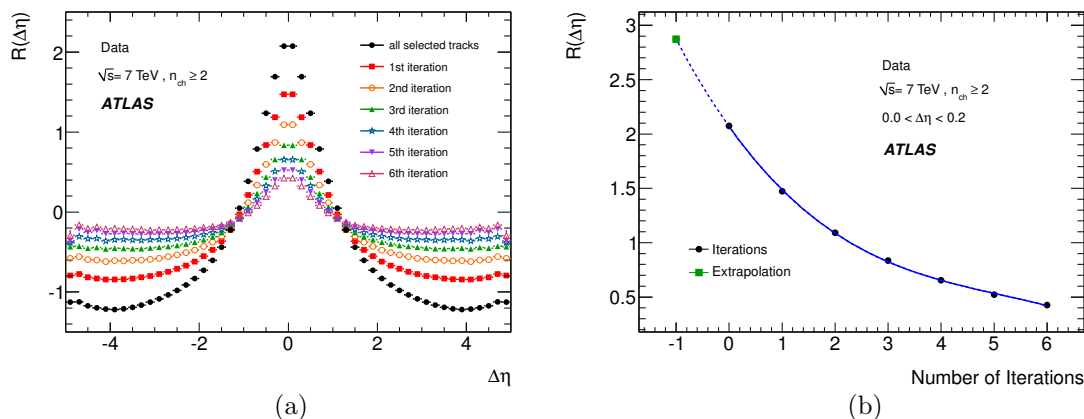 R(Δη)
2
1
0
-1
Data
√s= 7 TeV , n_ch ≥ 2
ATLAS
all selected tracks
1st iteration
2nd iteration
3rd iteration
4th iteration
5th iteration
6th iteration
-4 -2 0 2 4
Δη
(a)
R(Δη)
3
2.5
2
1.5
1
0.5
Data
√s= 7 TeV , n_ch ≥ 2
0.0 < Δη < 0.2
ATLAS
Iterations
Extrapolation
-1 0 1 2 3 4 5 6
Number of Iterations
(b)